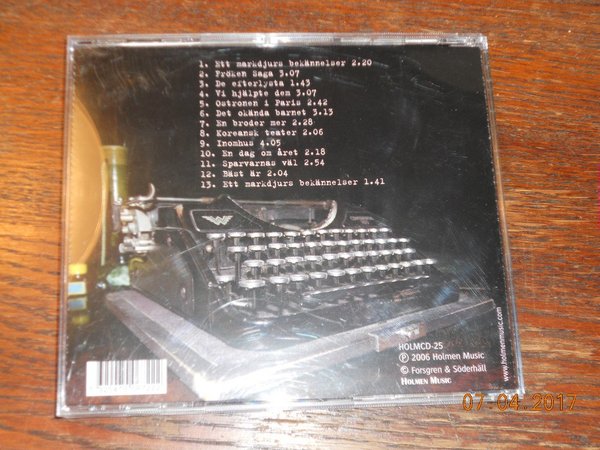 1. Ett markdjurs bekännelser 2.20
2. Fröken Saga 3.07
3. De efterlysta 1.43
4. Vi hjälpte dem 3.07
5. Ostronen i Paris 2.42
6. Det okända barnet 3.13
7. En broder mer 2.28
8. Koreansk teater 2.06
9. Inomhus 4.05
10. En dag om året 2.18
11. Sparvarnas väl 2.54
12. Bäst är 2.04
13. Ett markdjurs bekännelser 1.41
W
HOLMCD-25
℗ 2006 Holmen Music
© Forsgren & Söderhäll
HOLMEN MUSIC
www.holmenmusic.com
07-04.2017